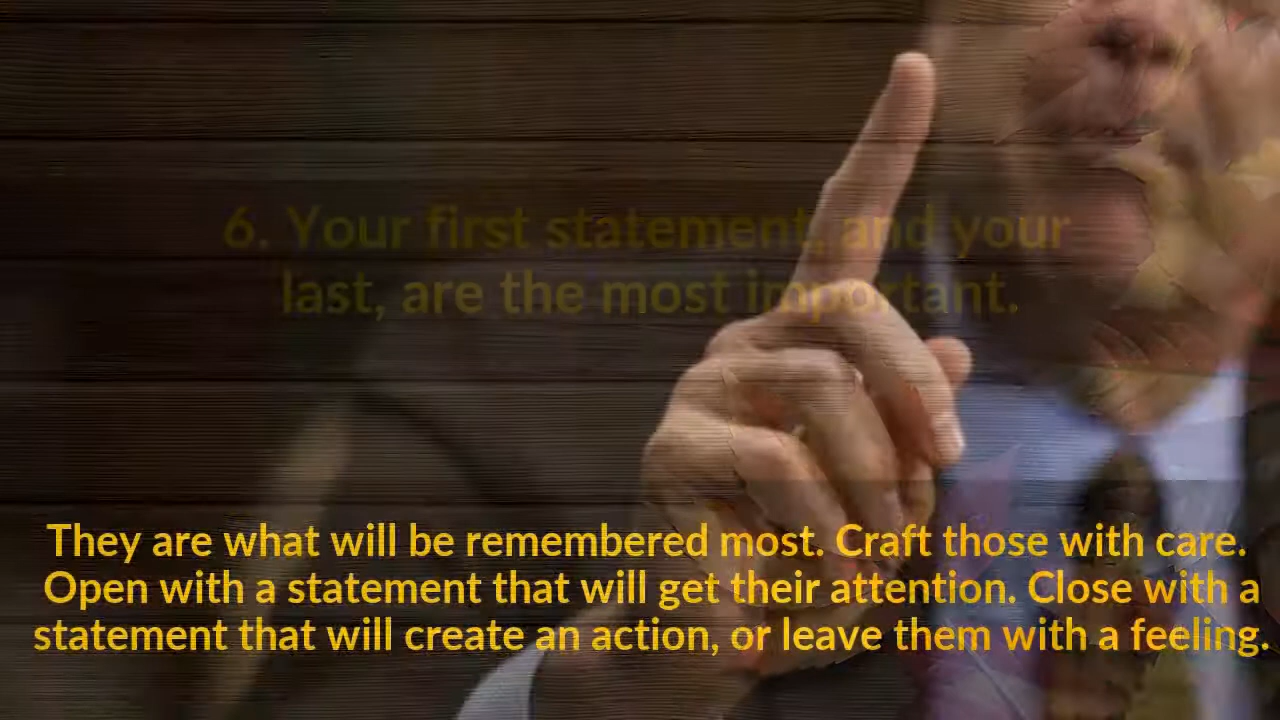 6. Your first statement, and your
last, are the most important.
They are what will be remembered most. Craft those with care.
Open with a statement that will get their attention. Close with a
statement that will create an action, or leave them with a feeling.